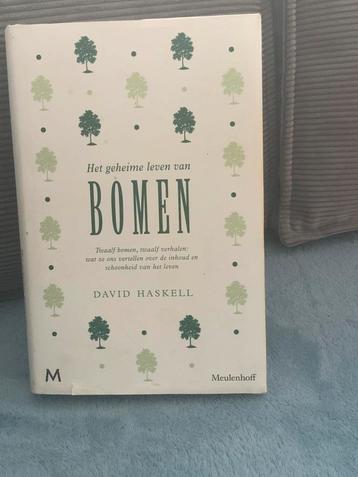 Het geheime leven van
BOMEN
Twaalf bomen, twaalf verhalen:
wat ze ons vertellen over de inhoud en
schoonheid van het leven
DAVID HASKELL
M Meulenhoff